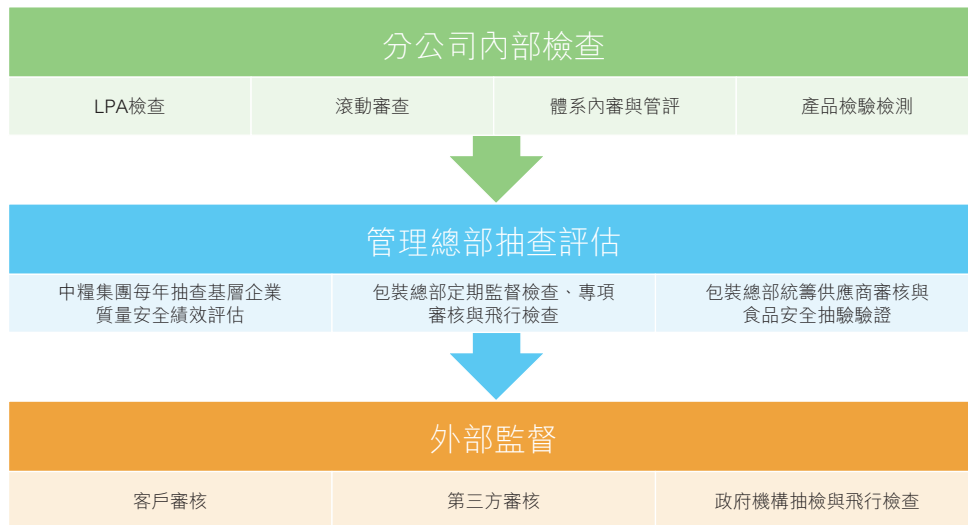 分公司內部檢查
LPA檢查
滾動審查
體系內審與管評
產品檢驗檢測
管理總部抽查評估
中糧集團每年抽查基層企業
質量安全績效評估
包裝總部定期監督檢查、專項
審核與飛行檢查
包裝總部統籌供應商審核與
食品安全抽驗驗證
外部監督
客戶審核
第三方審核
政府機構抽檢與飛行檢查